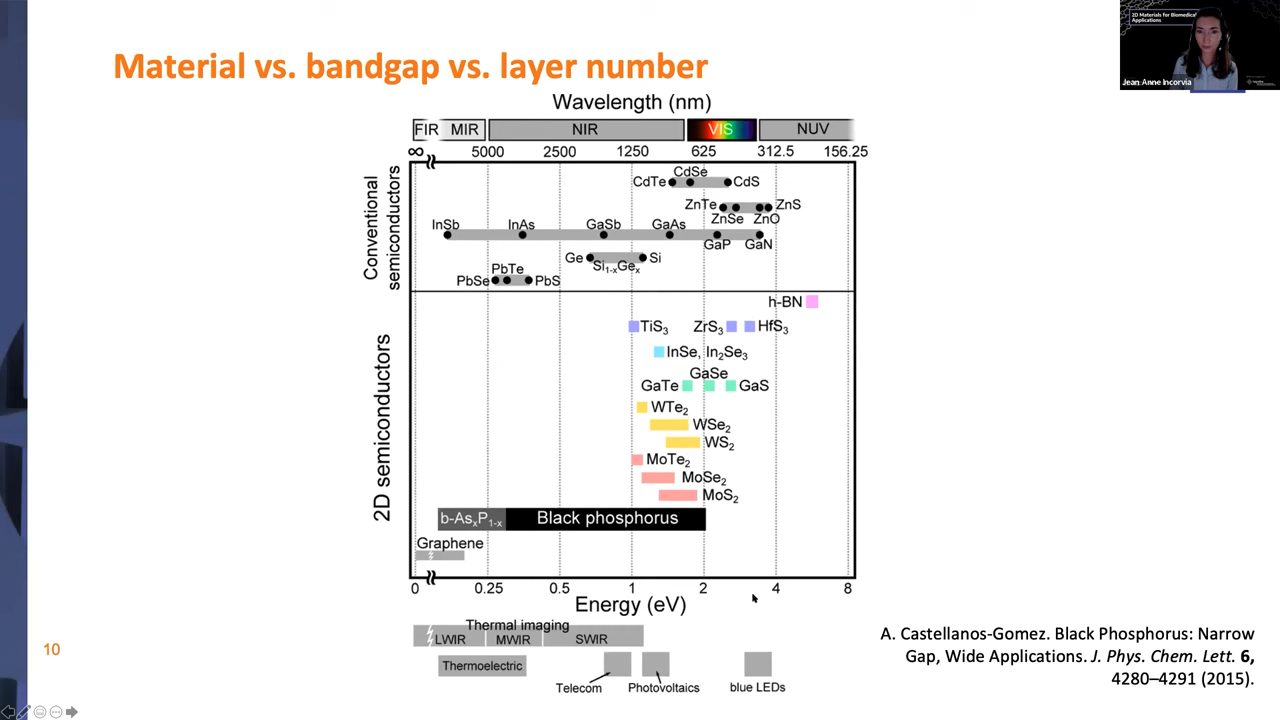 2D Materials for Biomedical
Applications
Jean Anne Incorvia
Material vs. bandgap vs. layer number
Wavelength (nm)
FIR MIR NIR VIS NUV
∞ 5000 2500 1250 625 312.5 156.25
Conventional
semiconductors
CdSe
CdTe CdS
ZnTe ZnS
ZnSe ZnO
InSb InAs GaSb GaAs
GaP GaN
Ge Si
Si1-xGex
PbTe
PbSe PbS
2D semiconductors
h-BN
TiS3 ZrS3 HfS3
InSe, In2Se3
GaSe
GaTe GaS
WTe2
WSe2
WS2
MoTe2
MoSe2
MoS2
b-AsxP1-x Black phosphorus
Graphene
0 0.25 0.5 1 2 4 8
Energy (eV)
Thermal imaging
LWIR MWIR SWIR
Thermoelectric
Telecom Photovoltaics blue LEDs
A. Castellanos-Gomez. Black Phosphorus: Narrow
Gap, Wide Applications. J. Phys. Chem. Lett. 6,
4280–4291 (2015).
10